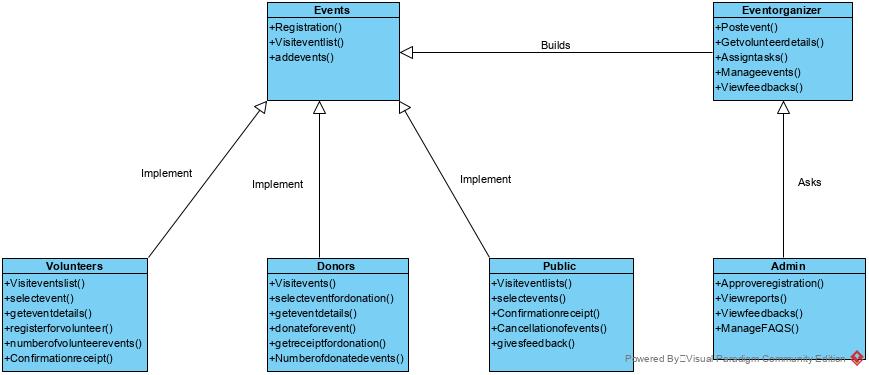 Events
+Registration()
+Visiteventlist()
+addevents()
Builds
Eventorganizer
+Postevent()
+Getvolunteerdetails()
+Assigntasks()
+Manageevents()
+Viewfeedbacks()
Implement
Implement
Implement
Asks
Volunteers
+Visiteventslist()
+selectevent()
+geteventdetails()
+registerforvolunteer()
+numberofvolunteerevents()
+Confirmationreceipt()
Donors
+Visitevents()
+selecteventfordonation()
+geteventdetails()
+donateforevent()
+getreceiptfordonation()
+Numberofdonatedevents()
Public
+Visiteventlists()
+selectevents()
+Confirmationreceipt()
+Cancellationofevents()
+givesfeedback()
Admin
+Approveregistration()
+Viewreports()
+Viewfeedbacks()
+ManageFAQS()
Powered By Visual Paradigm Community Edition